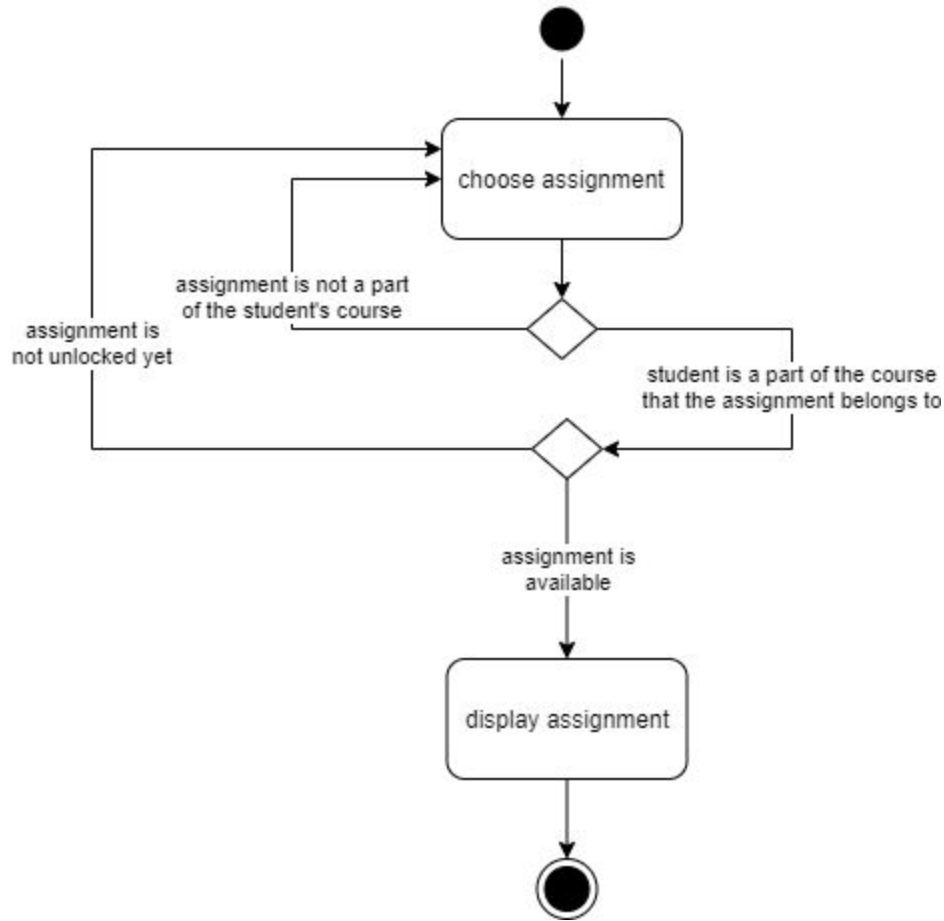 choose assignment
assignment is not a part
of the student's course
assignment is
not unlocked yet
student is a part of the course
that the assignment belongs to
assignment is
available
display assignment